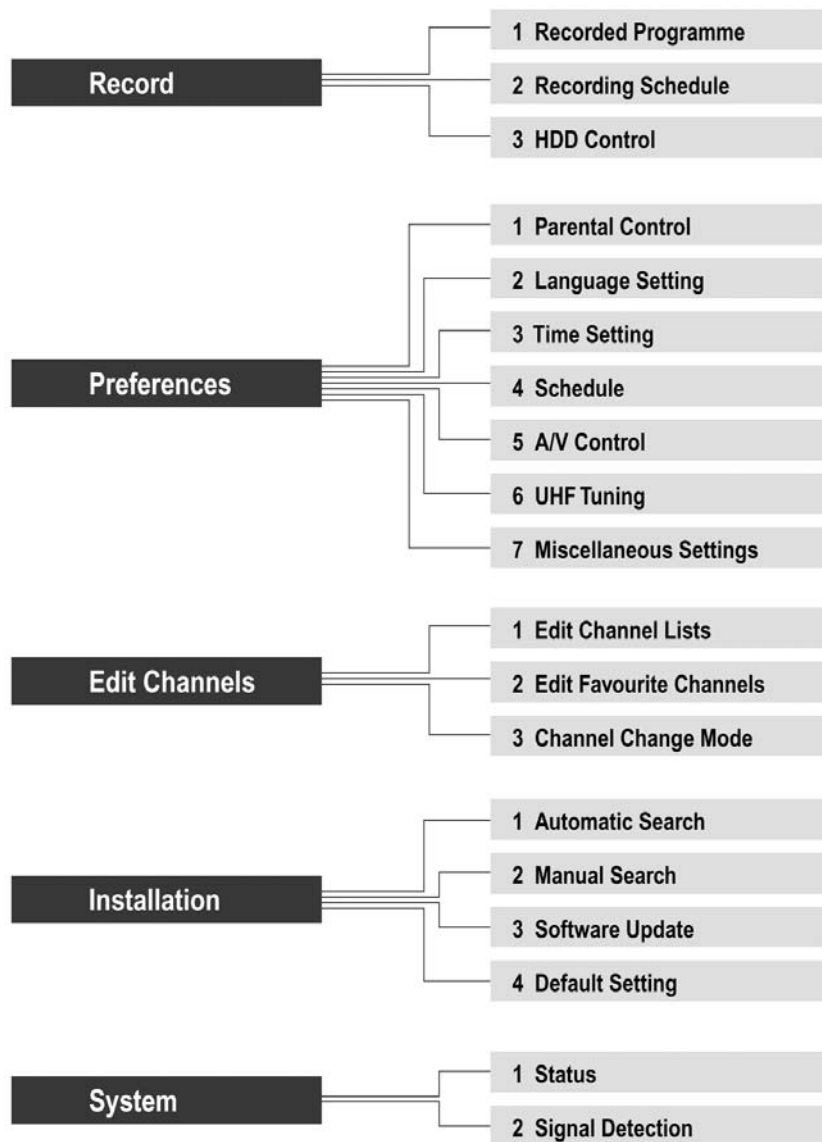 Record
1 Recorded Programme
2 Recording Schedule
3 HDD Control
Preferences
1 Parental Control
2 Language Setting
3 Time Setting
4 Schedule
5 A/V Control
6 UHF Tuning
7 Miscellaneous Settings
Edit Channels
1 Edit Channel Lists
2 Edit Favourite Channels
3 Channel Change Mode
Installation
1 Automatic Search
2 Manual Search
3 Software Update
4 Default Setting
System
1 Status
2 Signal Detection